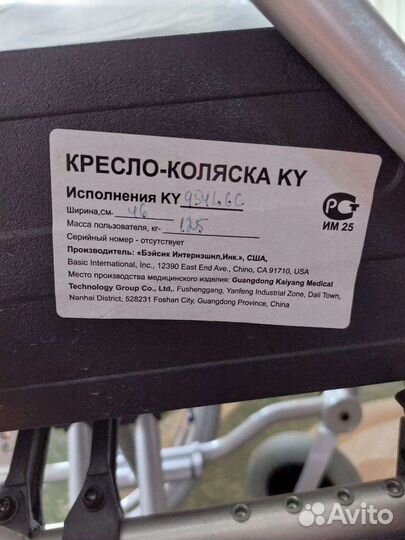 КРЕСЛО-КОЛЯСКА KY
Исполнения KY 954LGC
Ширина,см- 46
Масса пользователя, кг- 125
Серийный номер - отсутствует
Производитель: «Бэйсик Интернэшнл,Инк.», США,
Basic International, Inc., 12390 East End Ave., Chino, CA 91710, USA
Место производства медицинского изделия: Guangdong Kaiyang Medical
Technology Group Co., Ltd,. Fushenggang, Yanfeng Industrial Zone, Dali Town,
Nanhai District, 528231 Foshan City, Guangdong Province, China
РСТ
ИМ 25
Avito